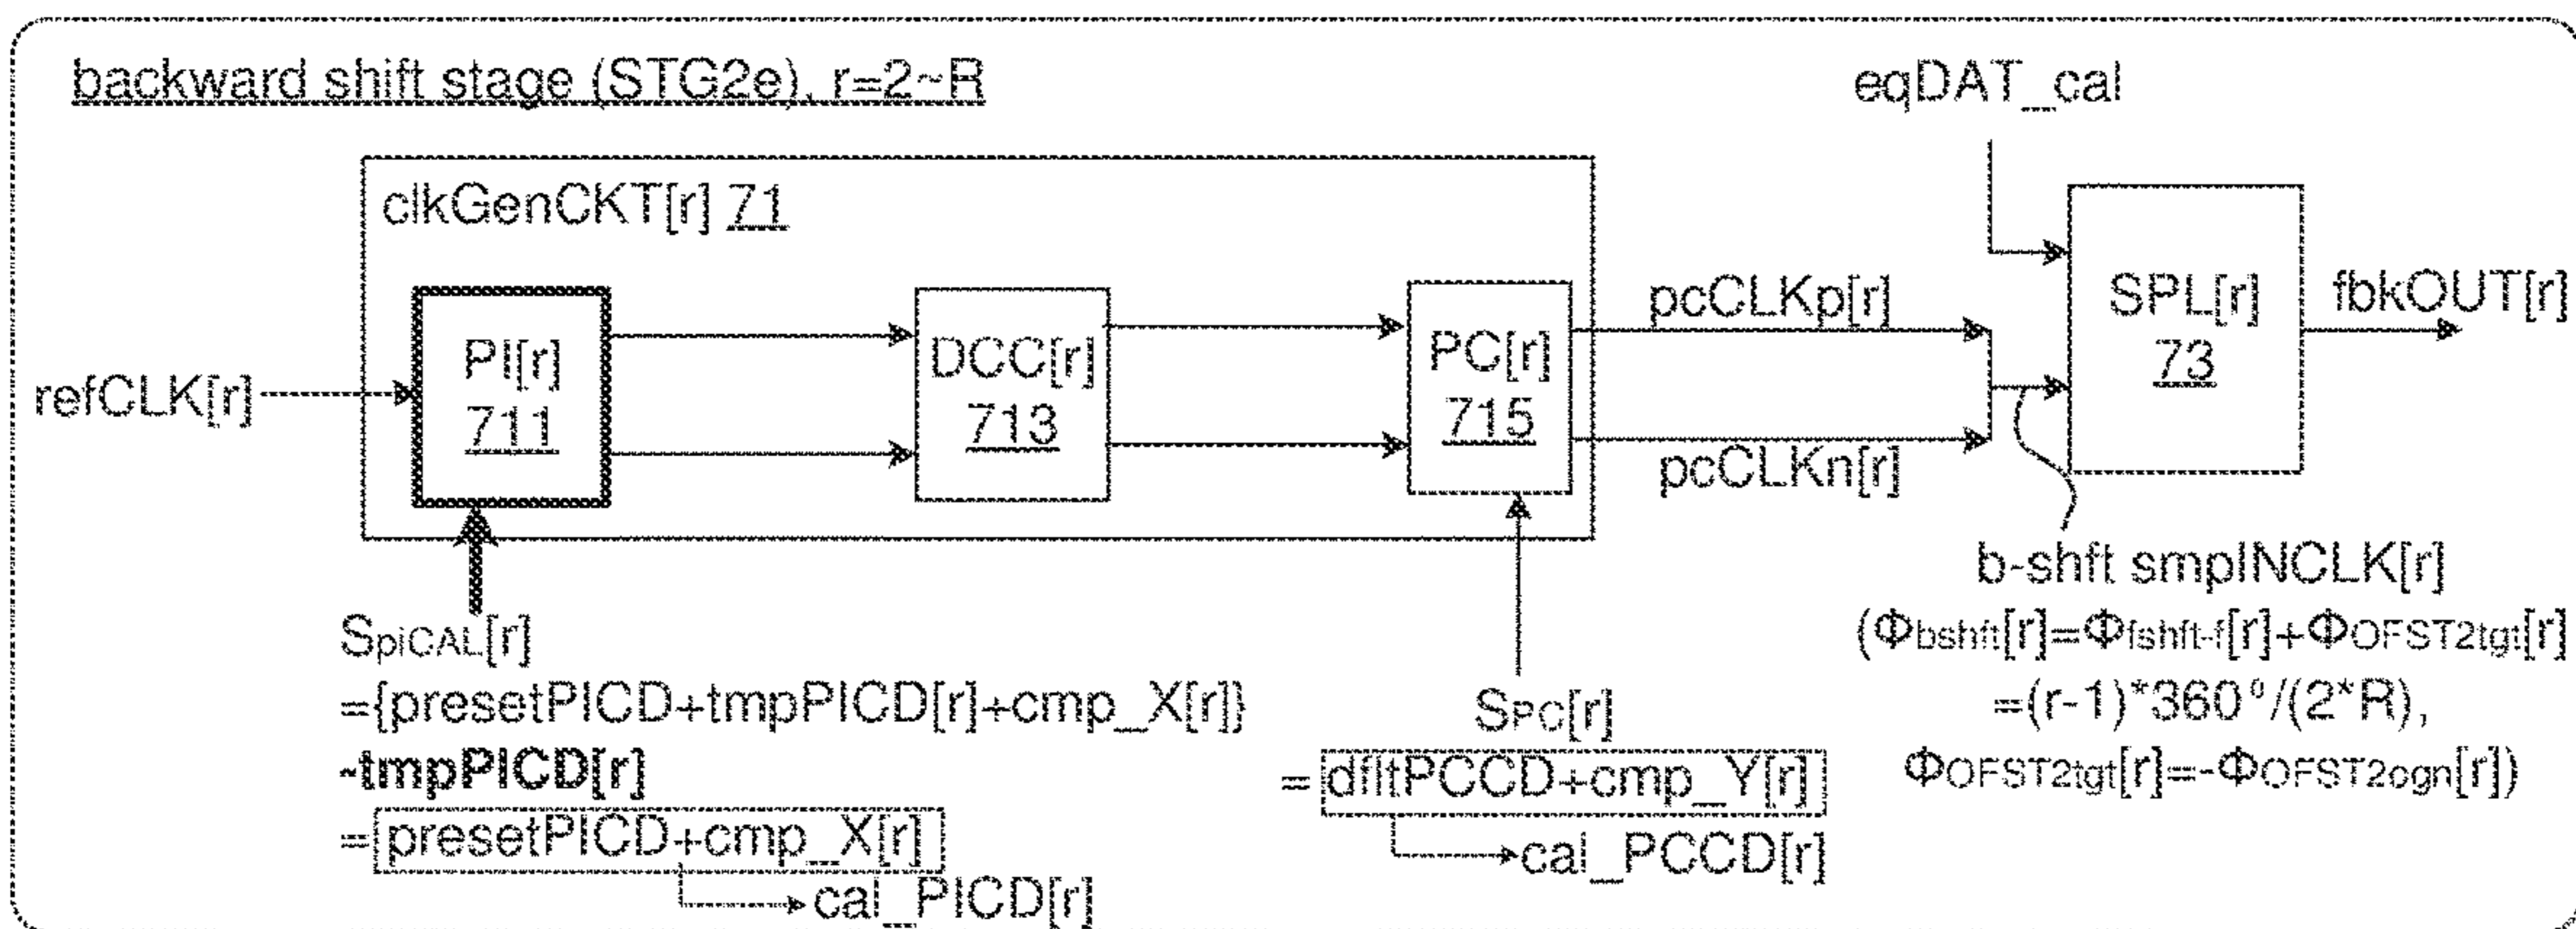 backward shift stage (STG2e), r=2~R
eqDAT_cal
clkGenCKT[r] 71
refCLK[r]
PI[r]
711
DCC[r]
713
PC[r]
715
pcCLKp[r]
pcCLKn[r]
SPL[r]
73
fbkOUT[r]
b-shft smplNCLK[r]
(Φbshft[r]=Φfshft-f[r]+ΦOFST2tgt[r]
=(r-1)*360°/(2*R),
ΦOFST2tgt[r]=-ΦOFST2ogn[r])
SpiCAL[r]
={presetPICD+tmpPICD[r]+cmp_X[r]}
-tmpPICD[r]
=presetPICD+cmp_X[r]
cal_PICD[r]
SPC[r]
= dfltPCCD+cmp_Y[r]
cal_PCCD[r]